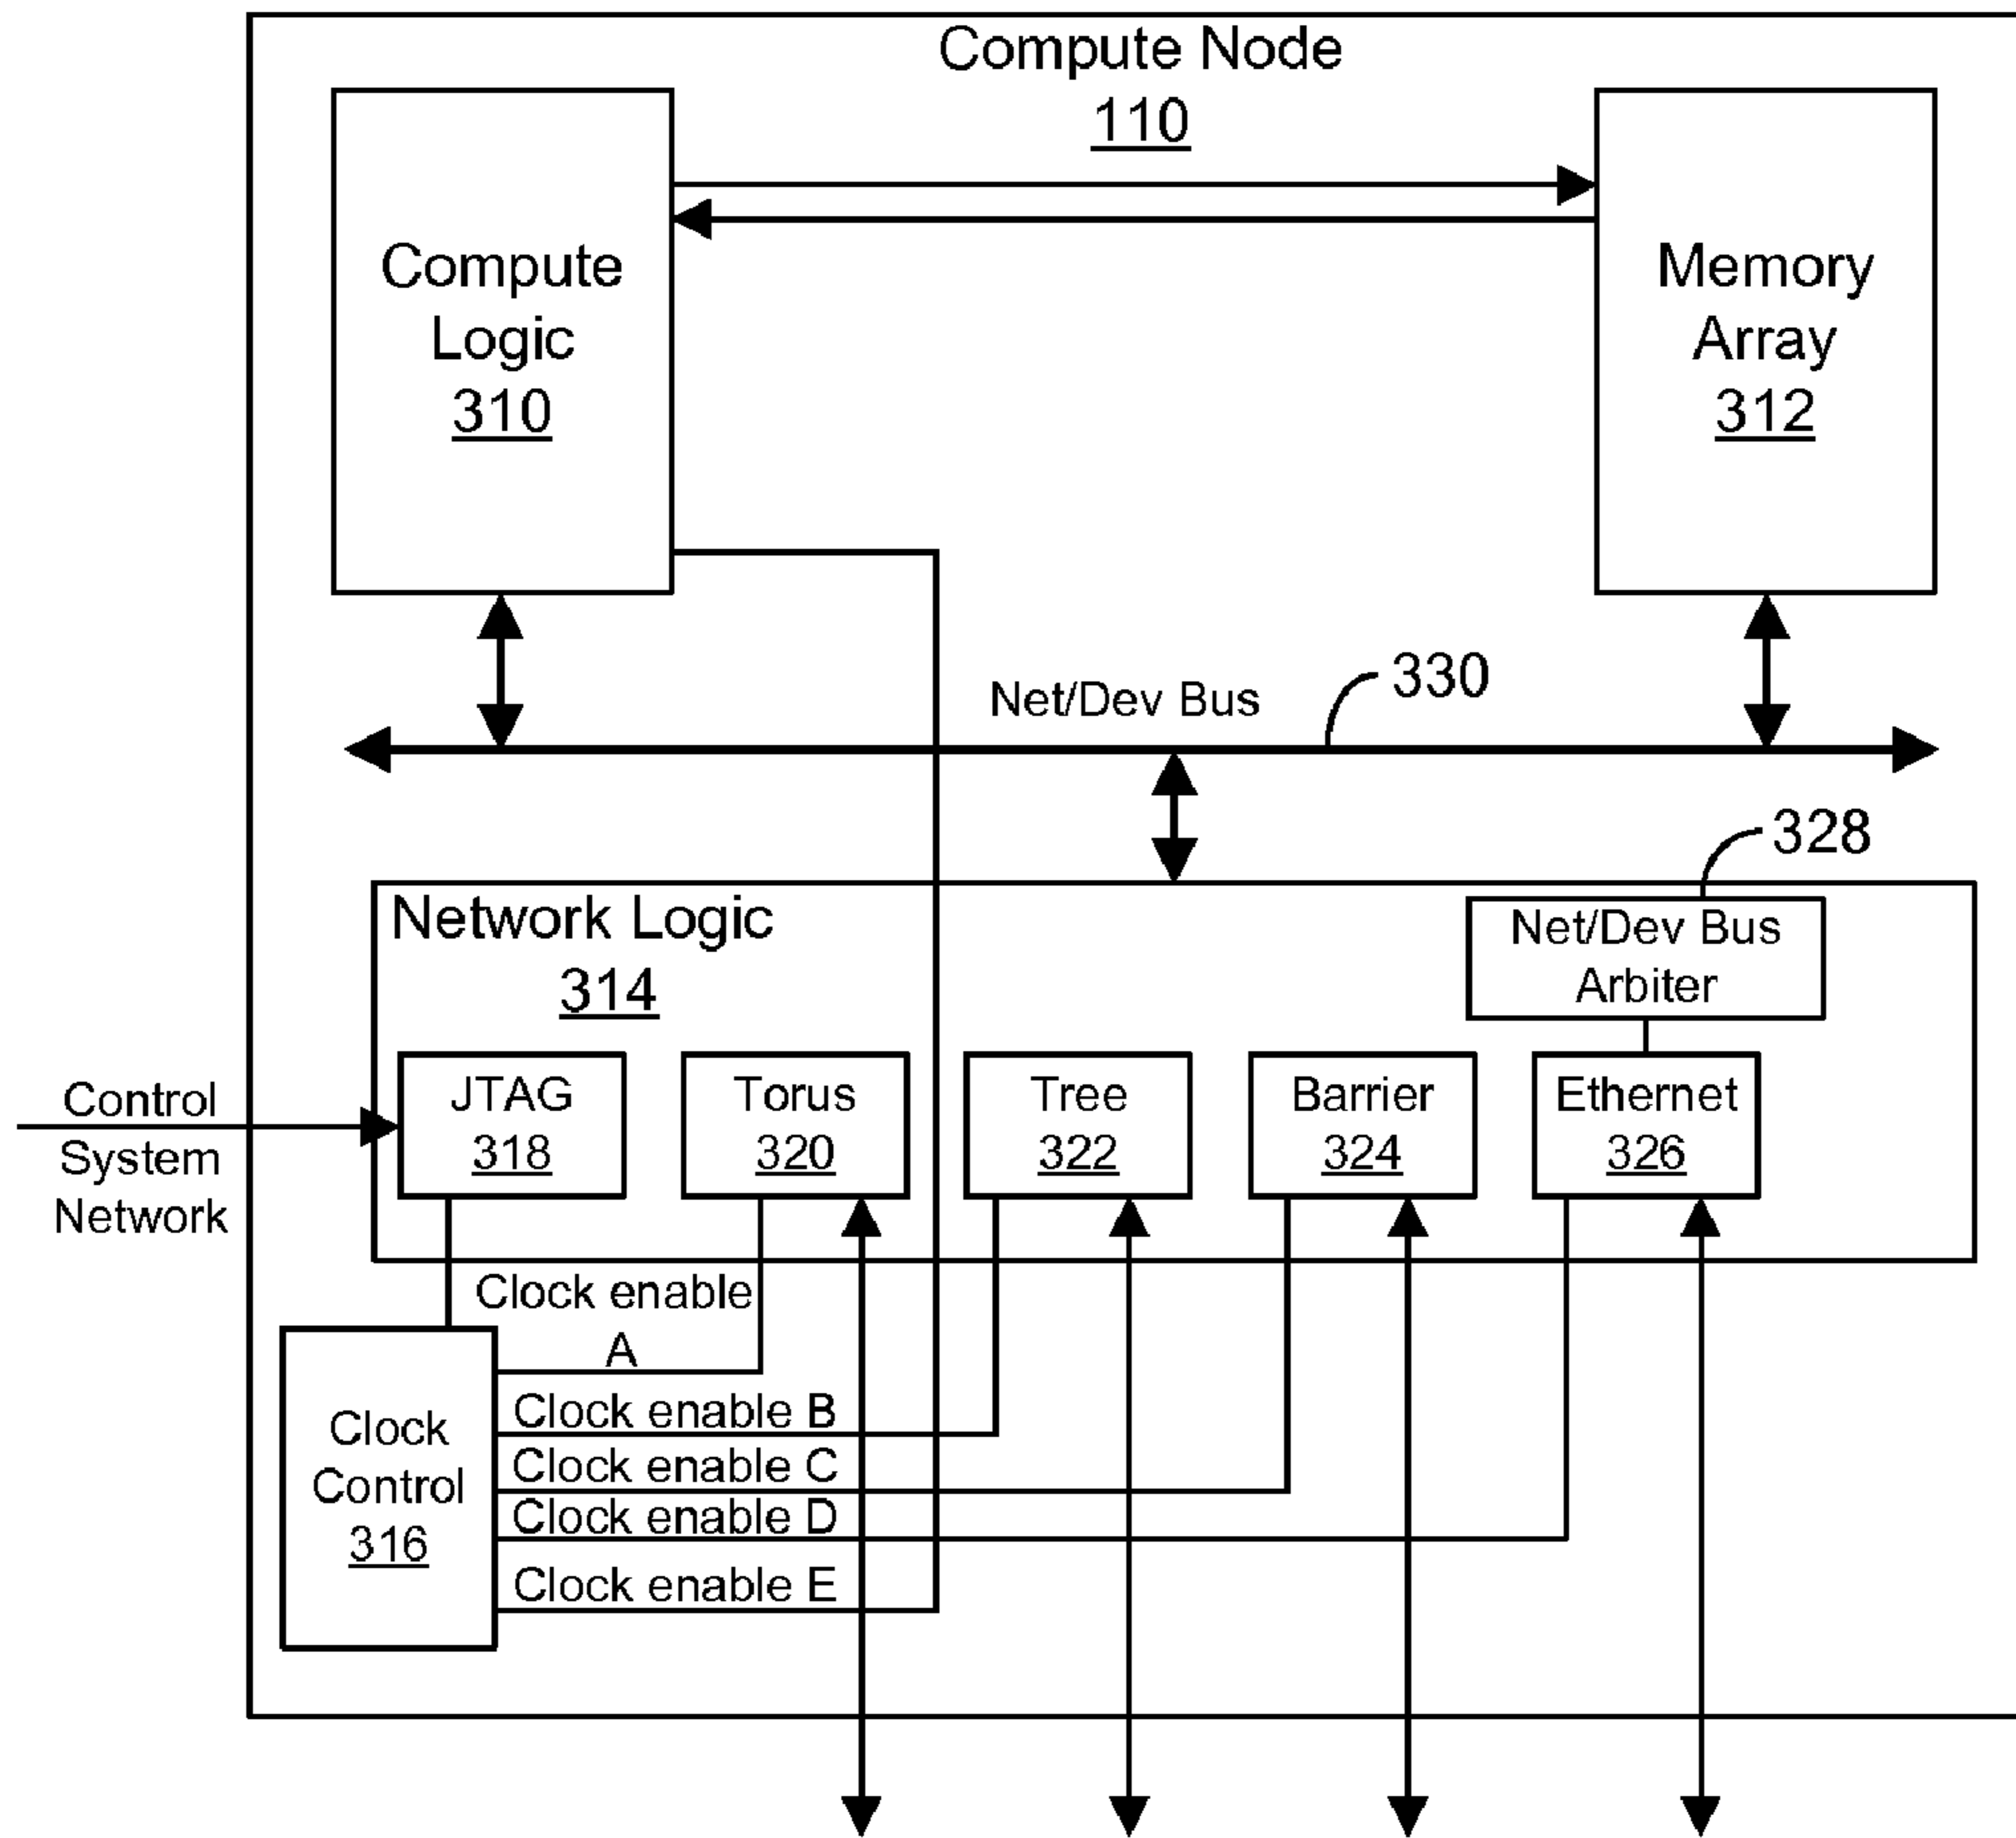 Compute Node
110
Compute
Logic
310
Memory
Array
312
Net/Dev Bus
330
328
Network Logic
314
Net/Dev Bus
Arbiter
Control
System
Network
JTAG
318
Torus
320
Tree
322
Barrier
324
Ethernet
326
Clock enable
A
Clock enable B
Clock enable C
Clock enable D
Clock enable E
Clock
Control
316